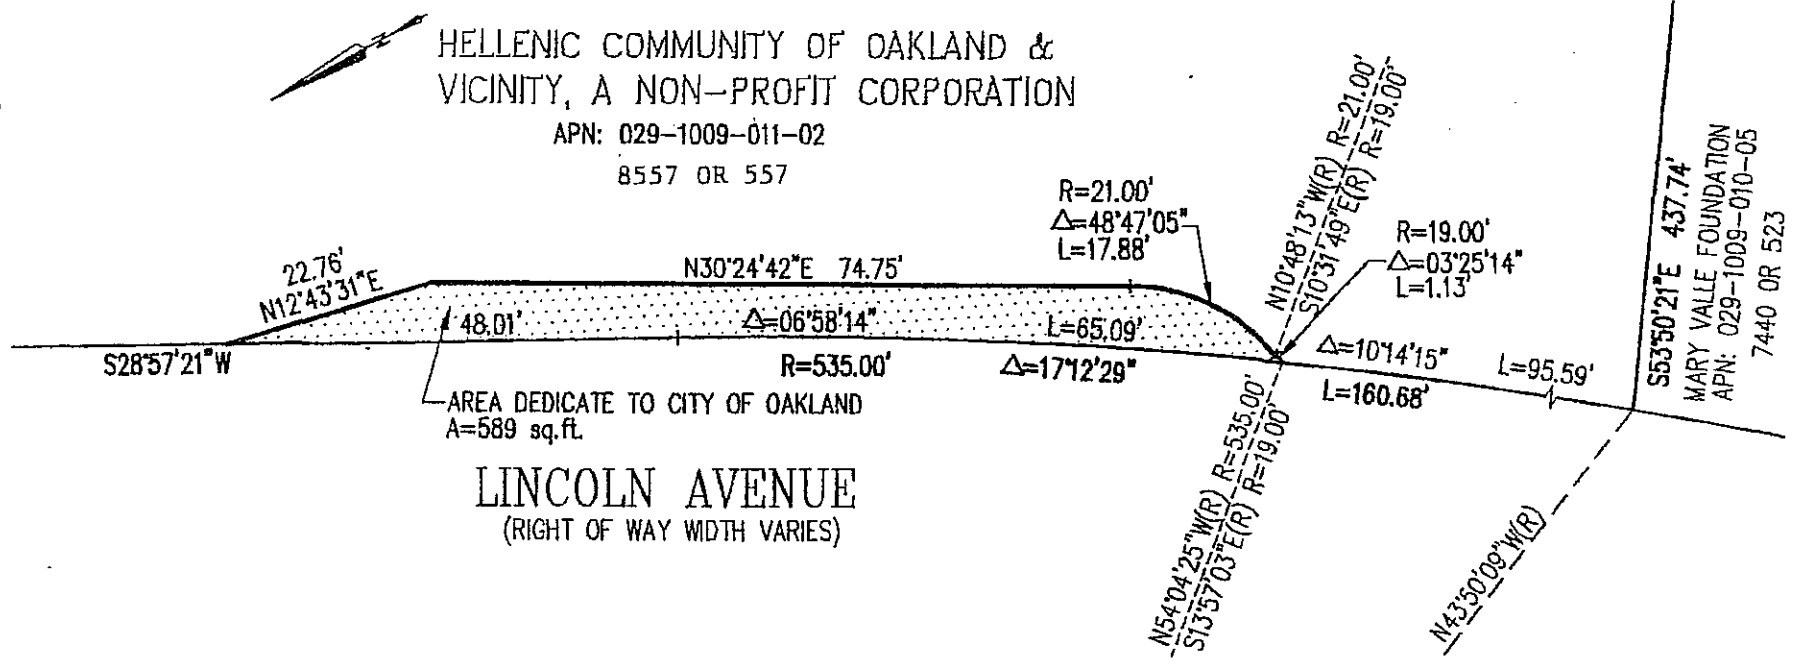 HELLENIC COMMUNITY OF OAKLAND &
VICINITY, A NON-PROFIT CORPORATION
APN: 029-1009-011-02
8557 OR 557
22.76'
N12°43'31"E
N30°24'42"E 74.75'
R=21.00'
Δ=48°47'05"
L=17.88'
N10°48'13"W(R) R=21.00'
S10°31'49"E(R) R=19.00'
R=19.00'
Δ=03°25'14"
L=1.13'
S53°50'21"E 437.74'
MARY VALLE FOUNDATION
APN: 029-1009-010-05
7440 OR 523
48.01'
Δ=06°58'14"
L=65.09'
S28°57'21"W
R=535.00'
Δ=17°12'29"
Δ=10°14'15"
L=95.59'
L=160.68'
AREA DEDICATE TO CITY OF OAKLAND
A=589 sq.ft.
LINCOLN AVENUE
(RIGHT OF WAY WIDTH VARIES)
N54°04'25"W(R) R=535.00'
S13°57'03"E(R) R=19.00'
N43°50'09"W(R)